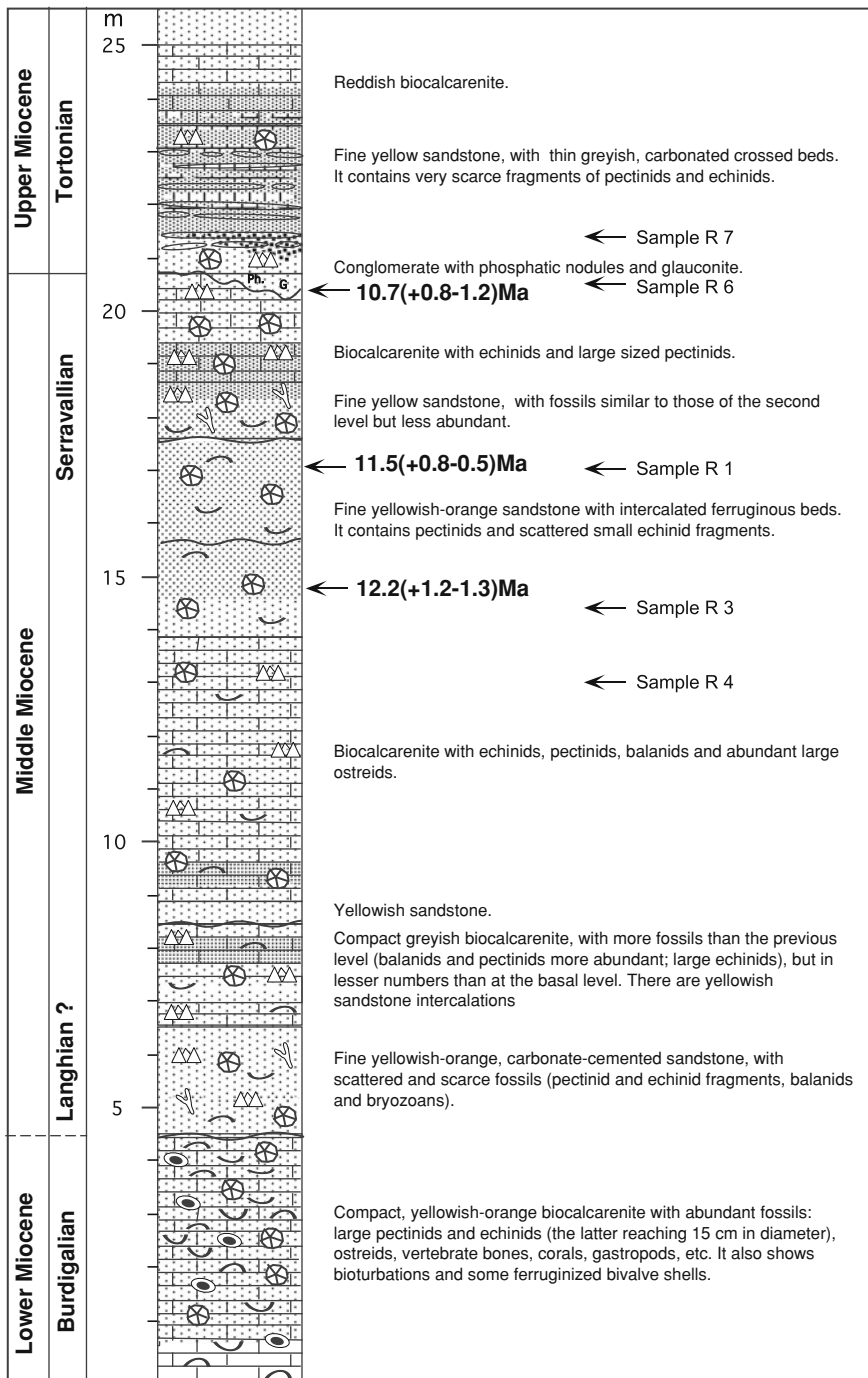 m
25
Reddish biocalcarenite.
Upper Miocene
Tortonian
Fine yellow sandstone, with thin greyish, carbonated crossed beds.
It contains very scarce fragments of pectinids and echinids.
Sample R 7
Conglomerate with phosphatic nodules and glauconite.
Ph.
G
Sample R 6
10.7(+0.8-1.2)Ma
20
Biocalcarenite with echinids and large sized pectinids.
Middle Miocene
Serravallian
Fine yellow sandstone, with fossils similar to those of the second
level but less abundant.
11.5(+0.8-0.5)Ma
Sample R 1
Fine yellowish-orange sandstone with intercalated ferruginous beds.
It contains pectinids and scattered small echinid fragments.
15
12.2(+1.2-1.3)Ma
Sample R 3
Sample R 4
Biocalcarenite with echinids, pectinids, balanids and abundant large
ostreids.
10
Yellowish sandstone.
Compact greyish biocalcarenite, with more fossils than the previous
level (balanids and pectinids more abundant; large echinids), but in
lesser numbers than at the basal level. There are yellowish
sandstone intercalations
Langhian ?
Fine yellowish-orange, carbonate-cemented sandstone, with
scattered and scarce fossils (pectinid and echinid fragments, balanids
and bryozoans).
5
Lower Miocene
Burdigalian
Compact, yellowish-orange biocalcarenite with abundant fossils:
large pectinids and echinids (the latter reaching 15 cm in diameter),
ostreids, vertebrate bones, corals, gastropods, etc. It also shows
bioturbations and some ferruginized bivalve shells.